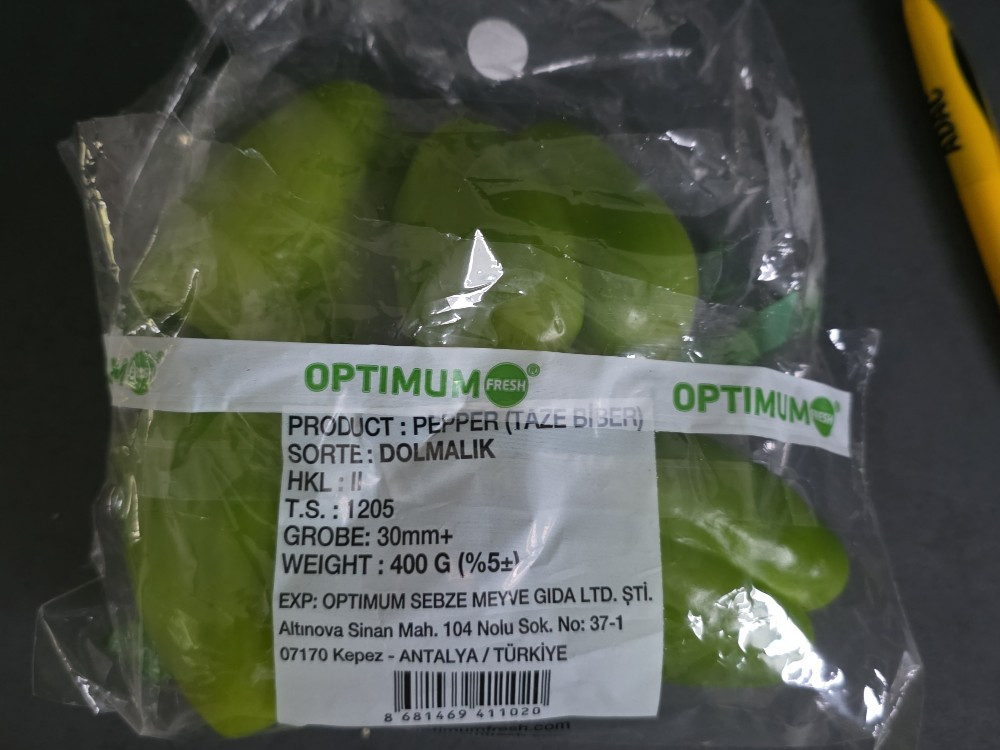 ADAC
OPTIMUM FRESH®
OPTIMUM
PRODUCT : PEPPER (TAZE BİBER)
SORTE : DOLMALIK
HKL : II
T.S. : 1205
GROBE: 30mm+
WEIGHT : 400 G (%5±)
EXP: OPTIMUM SEBZE MEYVE GIDA LTD. ŞTİ.
Altınova Sinan Mah. 104 Nolu Sok. No: 37-1
07170 Kepez - ANTALYA / TÜRKİYE
8 681469 411020